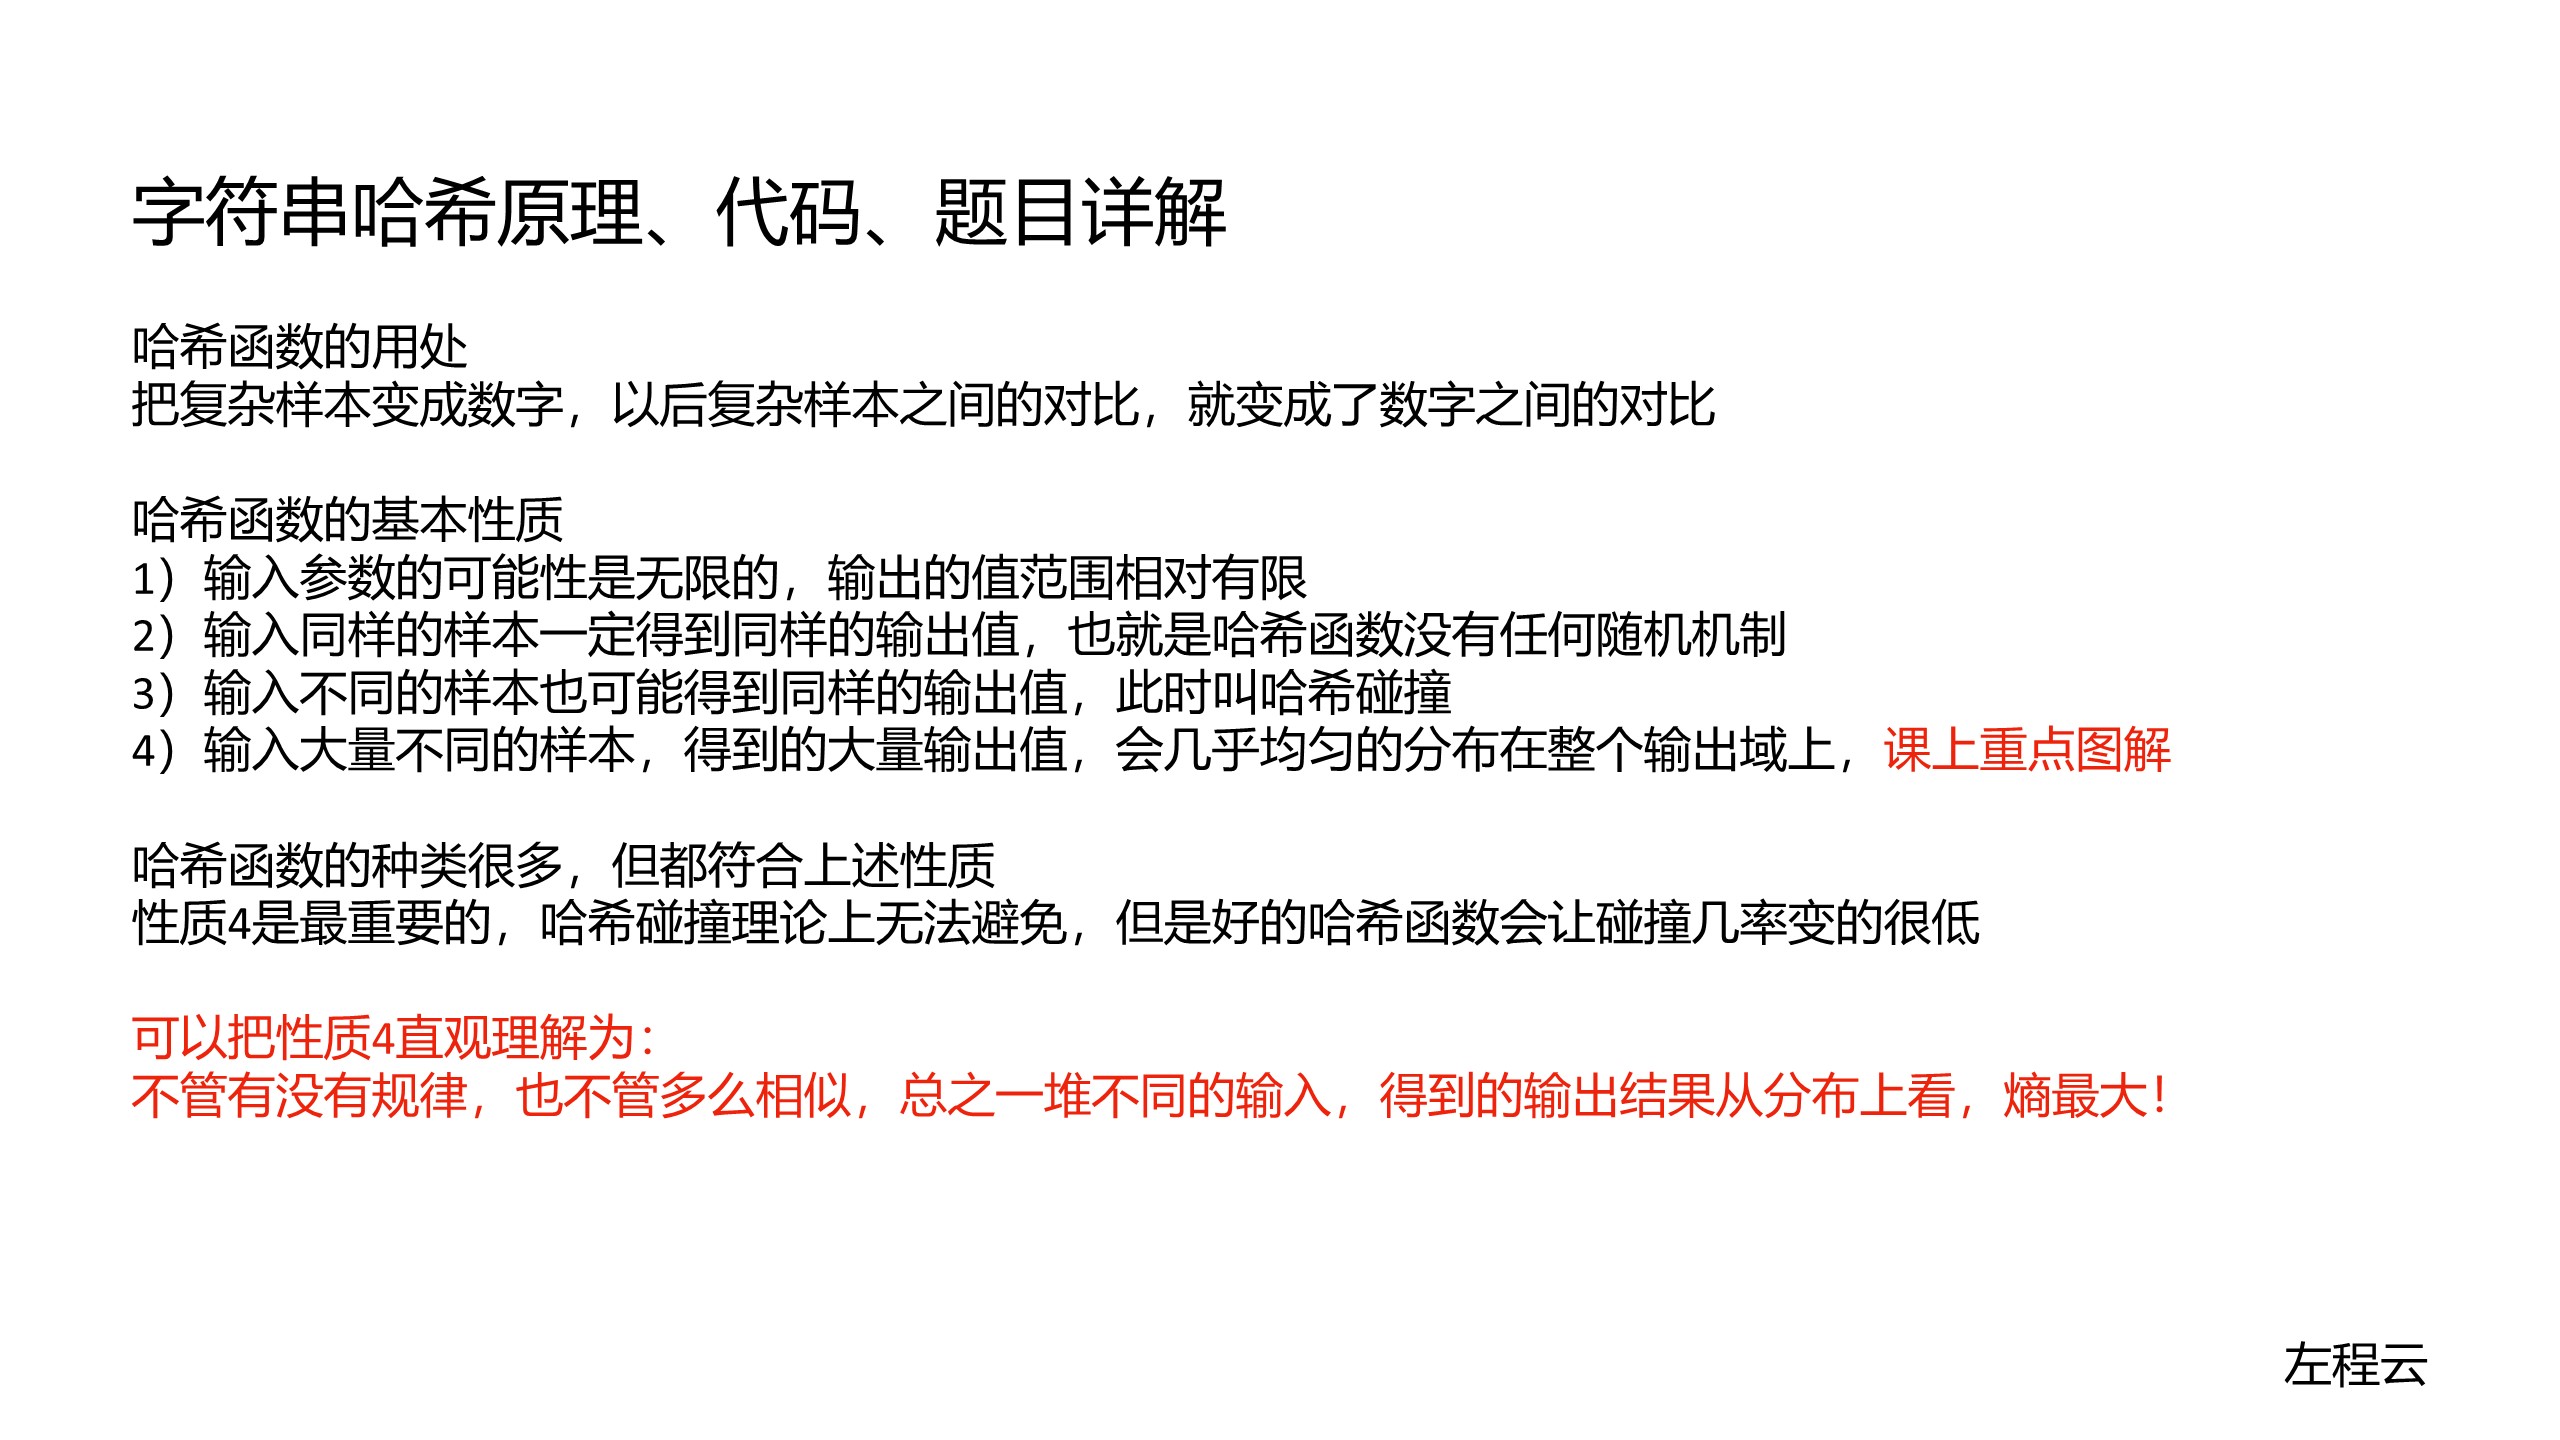 字符串哈希原理、代码、题目详解
哈希函数的用处
把复杂样本变成数字，以后复杂样本之间的对比，就变成了数字之间的对比
哈希函数的基本性质
1）输入参数的可能性是无限的，输出的值范围相对有限
2）输入同样的样本一定得到同样的输出值，也就是哈希函数没有任何随机机制
3）输入不同的样本也可能得到同样的输出值，此时叫哈希碰撞
4）输入大量不同的样本，得到的大量输出值，会几乎均匀的分布在整个输出域上，课上重点图解
哈希函数的种类很多，但都符合上述性质
性质4是最重要的，哈希碰撞理论上无法避免，但是好的哈希函数会让碰撞几率变的很低
可以把性质4直观理解为：
不管有没有规律，也不管多么相似，总之一堆不同的输入，得到的输出结果从分布上看，熵最大！
左程云